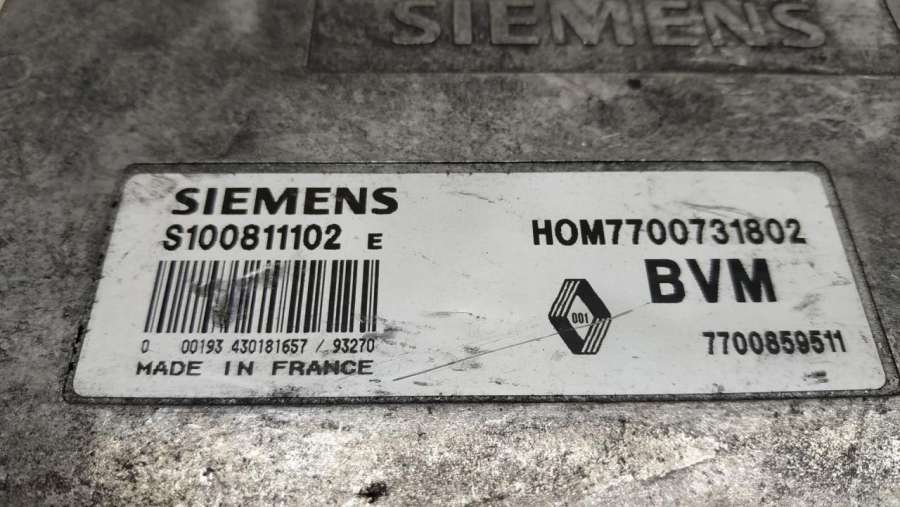 SIEMENS
SIEMENS
S100811102 E
HOM7700731802
BVM
001
0 00193 430181657 / 93270
7700859511
MADE IN FRANCE